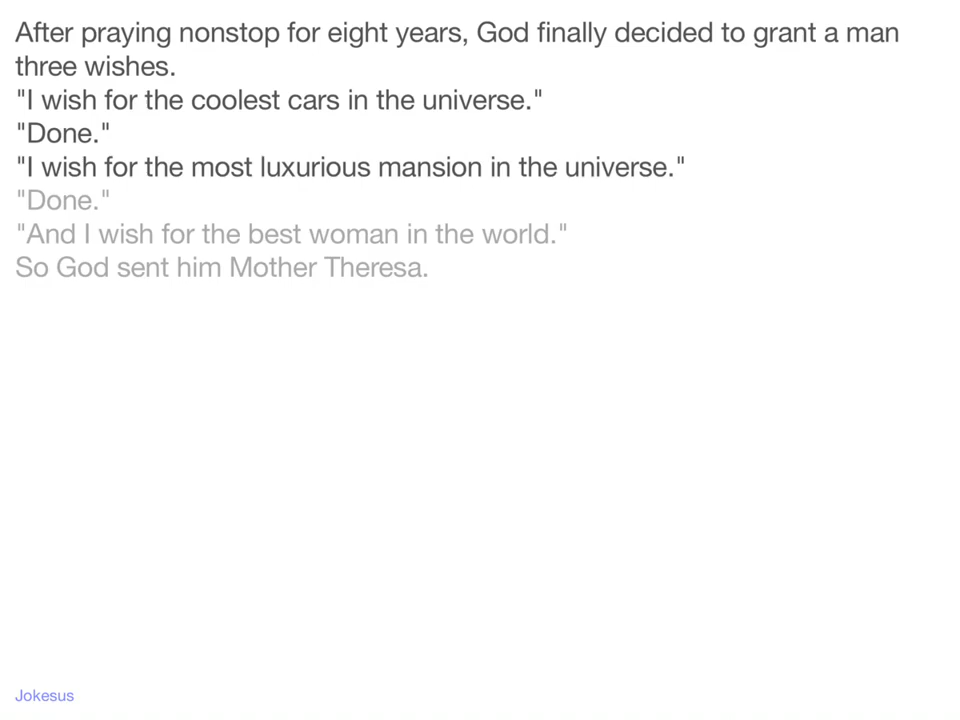 After praying nonstop for eight years, God finally decided to grant a man
three wishes.
"I wish for the coolest cars in the universe."
"Done."
"I wish for the most luxurious mansion in the universe."
"Done."
"And I wish for the best woman in the world."
So God sent him Mother Theresa.
Jokesus